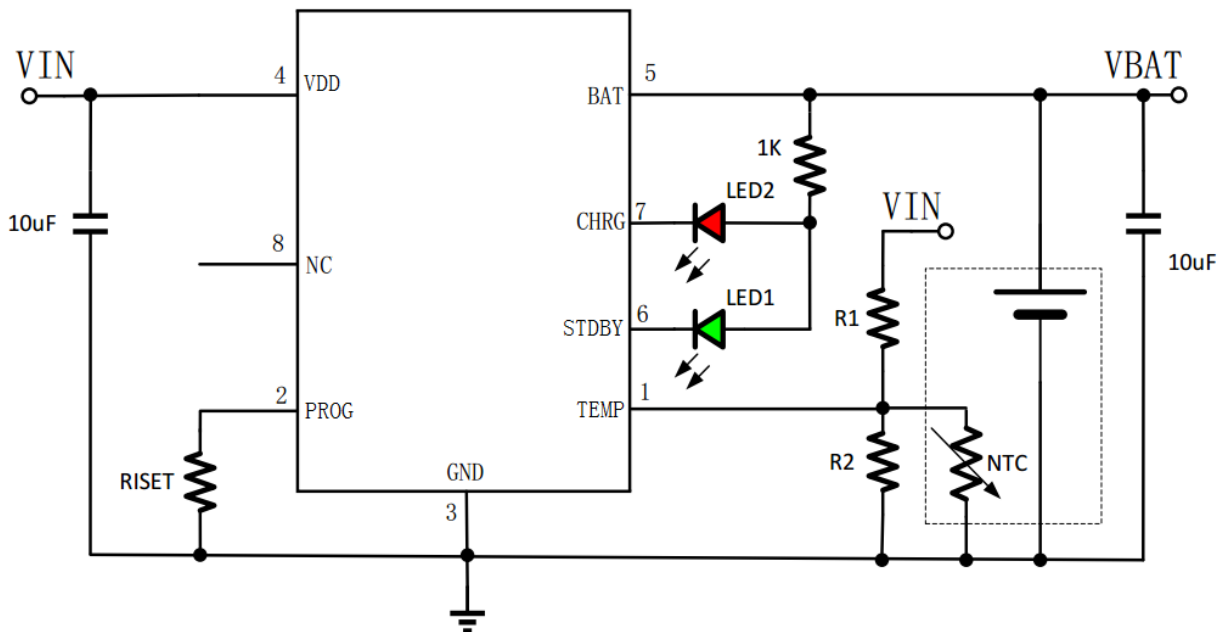 VIN
4
VDD
5
BAT
VBAT
1K
LED2
10uF
7
CHRG
VIN
8
NC
10uF
LED1
R1
6
STDBY
2
PROG
1
TEMP
R2
NTC
RISET
GND
3